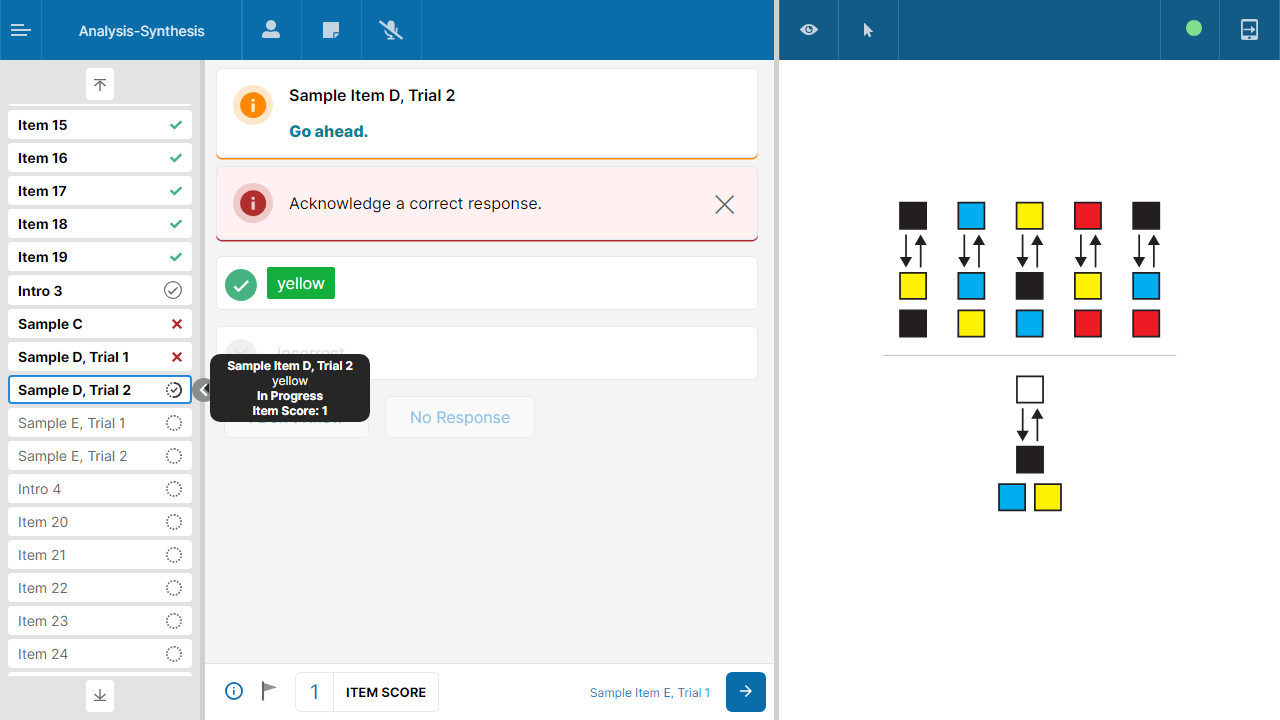 Analysis-Synthesis
Item 15
Item 16
Item 17
Item 18
Item 19
Intro 3
Sample C
Sample D, Trial 1
Sample D, Trial 2
Sample E, Trial 1
Sample E, Trial 2
Intro 4
Item 20
Item 21
Item 22
Item 23
Item 24
Sample Item D, Trial 2
Go ahead.
Acknowledge a correct response.
yellow
Incorrect
Sample Item D, Trial 2
yellow
In Progress
Item Score: 1
No Response
1
ITEM SCORE
Sample Item E, Trial 1